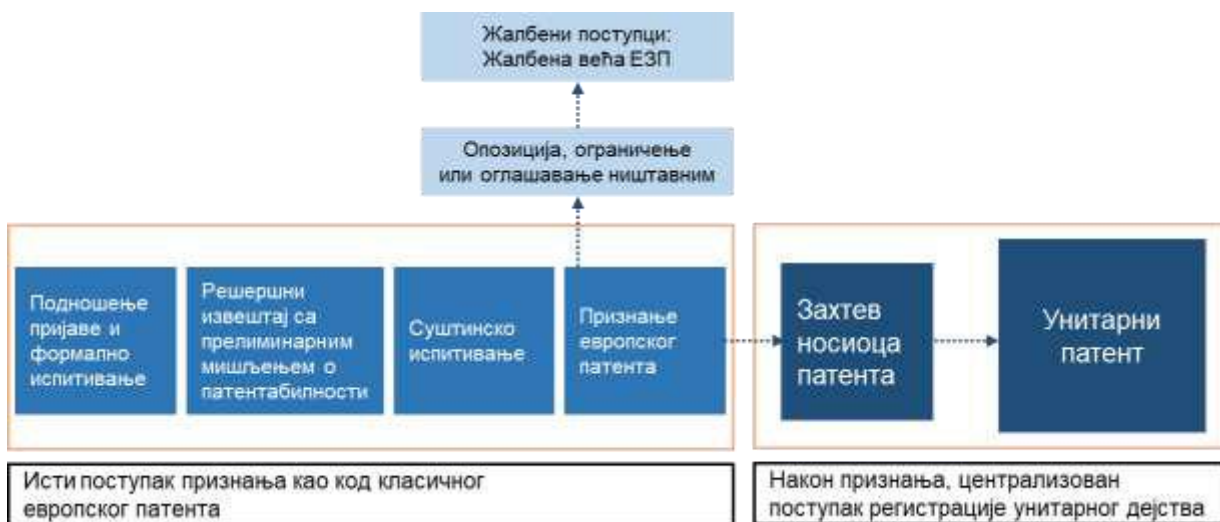 Жалбени поступци:
Жалбена већа ЕЗП
Опозиција, ограничење
или оглашавање ништавним
Подношење
пријаве и
формално
испитивање
Решершни
извештај са
прелиминарним
мишљењем о
патентабилности
Суштинско
испитивање
Признање
европског
патента
Захтев
носиоца
патента
Унитарни
патент
Исти поступак признања као код класичног
европског патента
Након признања, централизован
поступак регистрације унитарног дејства